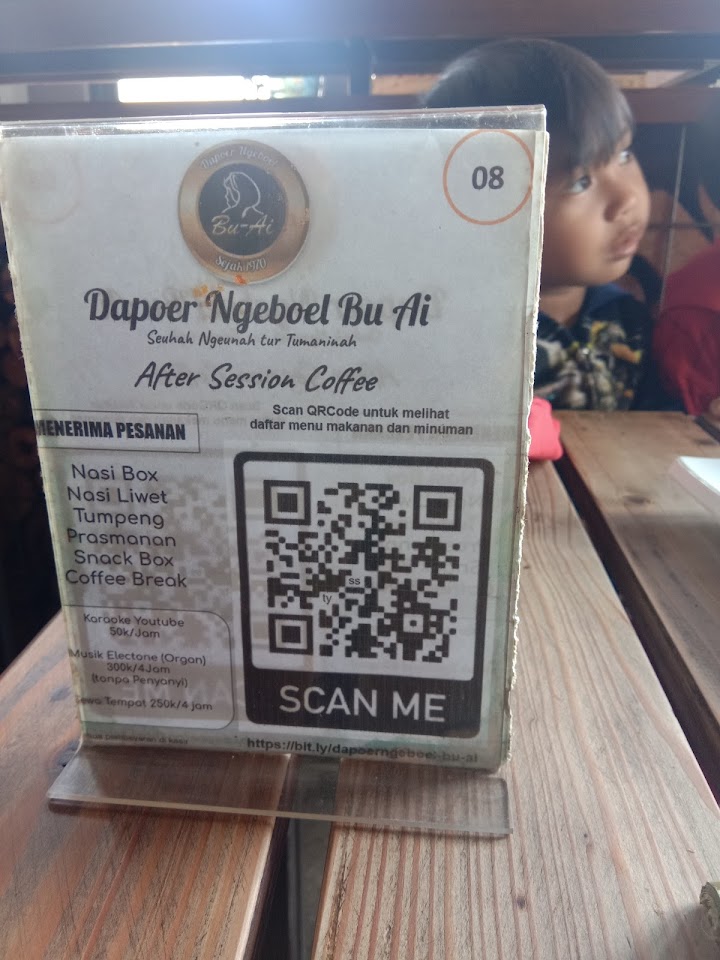 Dapoer Ngeboel
Bu-Ai
Sejak 1970
08
Dapoer Ngeboel Bu Ai
Seuhah Ngeunah tur Tumaninah
After Session Coffee
Scan QRCode untuk melihat
daftar menu makanan dan minuman
MENERIMA PESANAN
Nasi Box
Nasi Liwet
Tumpeng
Prasmanan
Snack Box
Coffee Break
Karaoke Youtube
50k/Jam
Musik Electone (Organ)
300k/4Jam
(tanpa Penyanyi)
Sewa Tempat 250k/4 jam
ss
ty
SCAN ME
https://bit.ly/dapoerngeboel-bu-ai